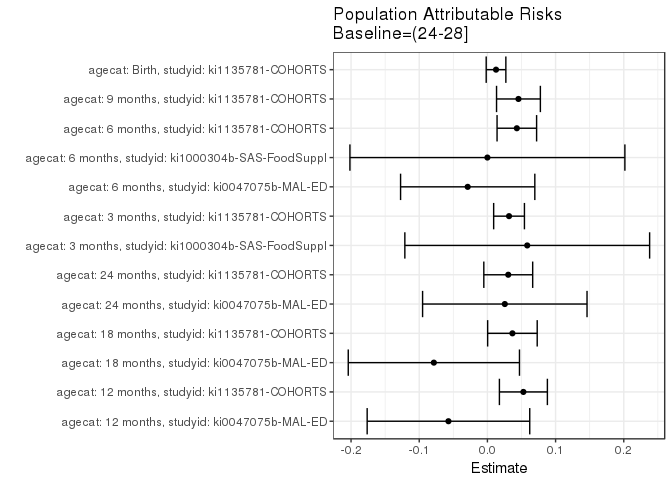 Population Attributable Risks
Baseline=(24-28]
agecat: Birth, studyid: ki1135781-COHORTS
agecat: 9 months, studyid: ki1135781-COHORTS
agecat: 6 months, studyid: ki1135781-COHORTS
agecat: 6 months, studyid: ki1000304b-SAS-FoodSuppl
agecat: 6 months, studyid: ki0047075b-MAL-ED
agecat: 3 months, studyid: ki1135781-COHORTS
agecat: 3 months, studyid: ki1000304b-SAS-FoodSuppl
agecat: 24 months, studyid: ki1135781-COHORTS
agecat: 24 months, studyid: ki0047075b-MAL-ED
agecat: 18 months, studyid: ki1135781-COHORTS
agecat: 18 months, studyid: ki0047075b-MAL-ED
agecat: 12 months, studyid: ki1135781-COHORTS
agecat: 12 months, studyid: ki0047075b-MAL-ED
-0.2 -0.1 0.0 0.1 0.2
Estimate